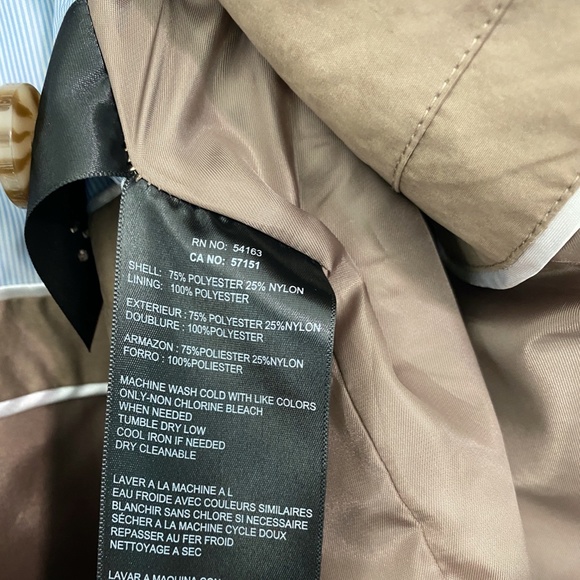 RN NO: 54163
CA NO: 57151
SHELL: 75% POLYESTER 25% NYLON
LINING: 100% POLYESTER
EXTERIEUR : 75% POLYESTER 25%NYLON
DOUBLURE : 100%POLYESTER
ARMAZON : 75%POLIESTER 25%NYLON
FORRO : 100%POLIESTER
MACHINE WASH COLD WITH LIKE COLORS
ONLY-NON CHLORINE BLEACH
WHEN NEEDED
TUMBLE DRY LOW
COOL IRON IF NEEDED
DRY CLEANABLE
LAVER A LA MACHINE A L
EAU FROIDE AVEC COULEURS SIMILAIRES
BLANCHIR SANS CHLORE SI NECESSAIRE
SÉCHER A LA MACHINE CYCLE DOUX
REPASSER AU FER FROID
NETTOYAGE A SEC
LAVAR A MAQUINA CON